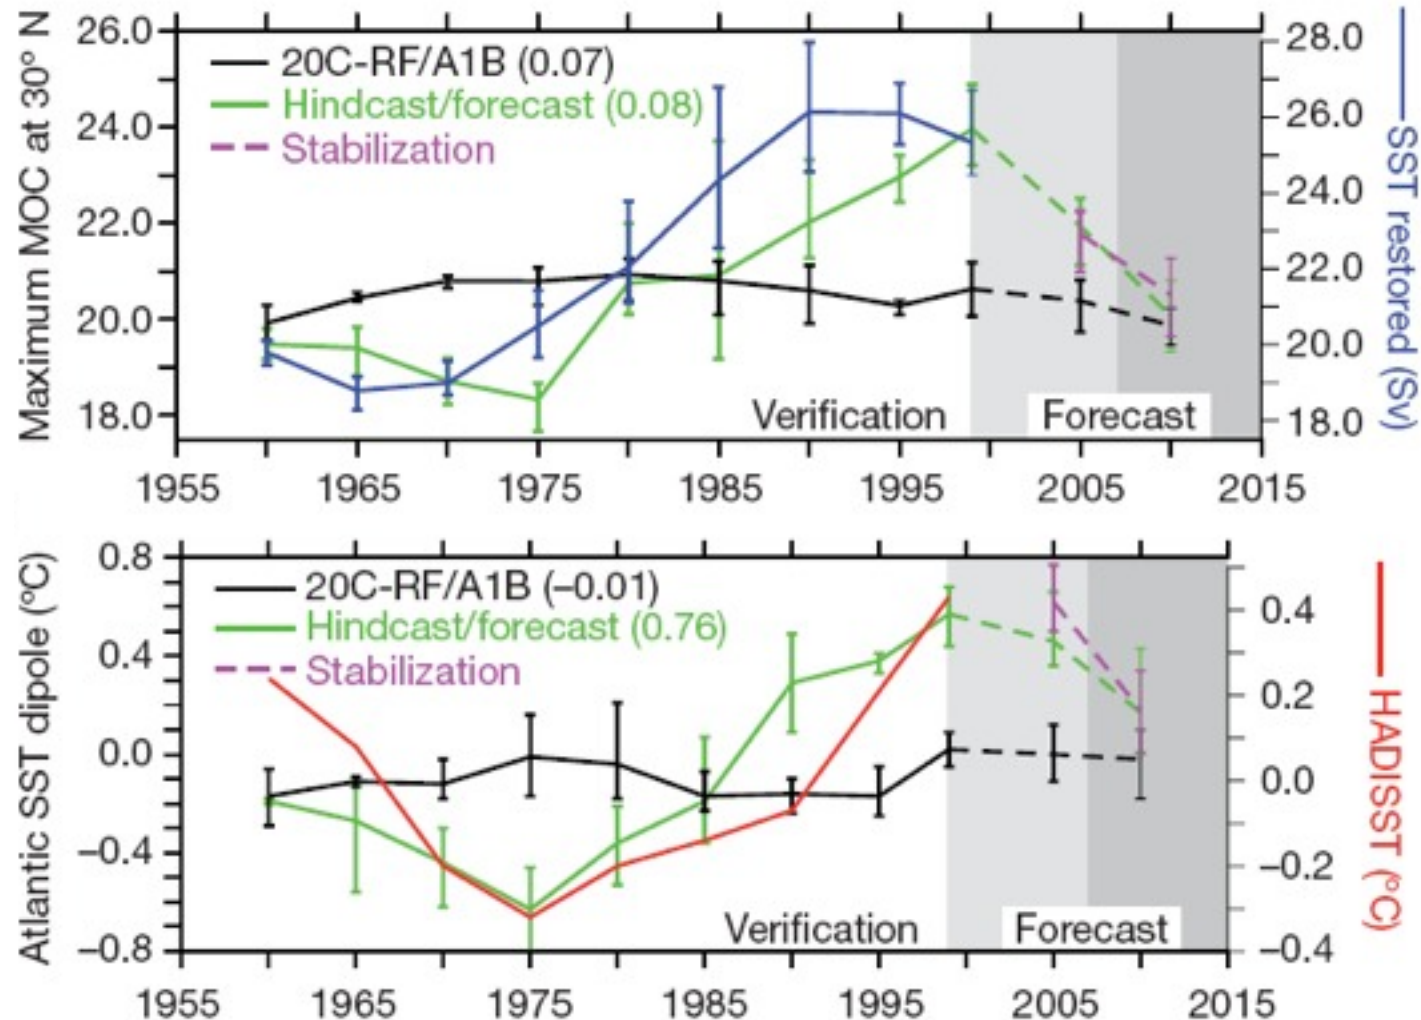 Maximum MOC at 30° N
26.0
24.0
22.0
20.0
18.0
20C-RF/A1B (0.07)
Hindcast/forecast (0.08)
Stabilization
Verification
Forecast
28.0
26.0
24.0
22.0
20.0
18.0
SST restored (Sv)
1955
1965
1975
1985
1995
2005
2015
Atlantic SST dipole (ºC)
0.8
0.4
0.0
–0.4
–0.8
20C-RF/A1B (–0.01)
Hindcast/forecast (0.76)
Stabilization
Verification
Forecast
0.4
0.2
0.0
–0.2
–0.4
HADISST (ºC)
1955
1965
1975
1985
1995
2005
2015